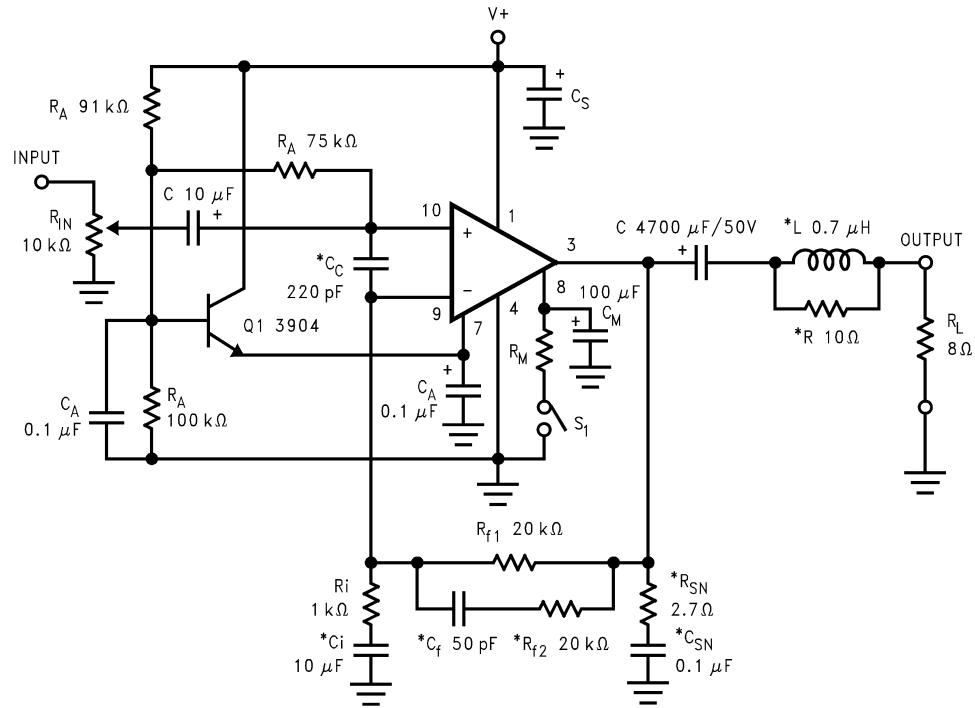 V+
+
C_S
R_A 91 kΩ
R_A 75 kΩ
INPUT
C 10 μF
+
R_IN
10 kΩ
10
1
+
*C_C
220 pF
−
9
3
8
4
7
C 4700 μF/50V
+
*L 0.7 μH
OUTPUT
*R 10Ω
R_L
8Ω
100 μF
C_M
+
R_M
S_1
Q1 3904
+
C_A
0.1 μF
C_A
0.1 μF
R_A
100 kΩ
R_f1 20 kΩ
Ri
1 kΩ
*Ci
10 μF
*C_f 50 pF
*R_f2 20 kΩ
*R_SN
2.7Ω
*C_SN
0.1 μF